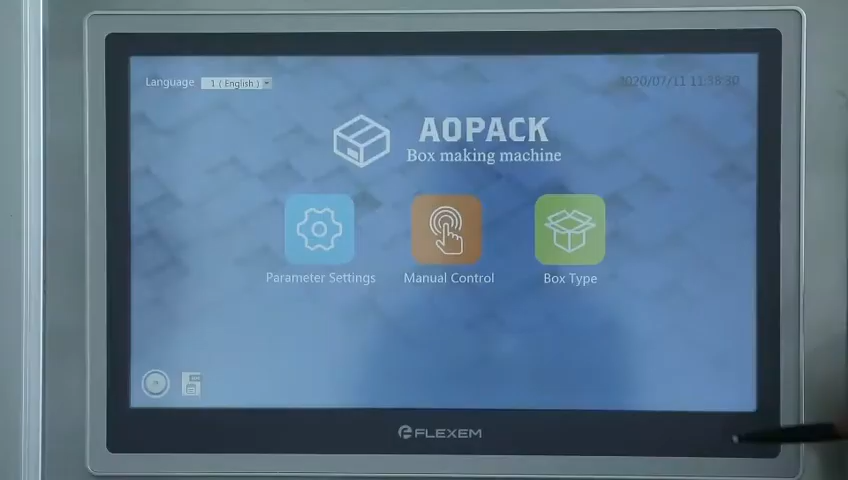 Language 1 ( English )
2020/07/11 11:38:30
AOPACK
Box making machine
Parameter Settings
Manual Control
Box Type
FLEXEM